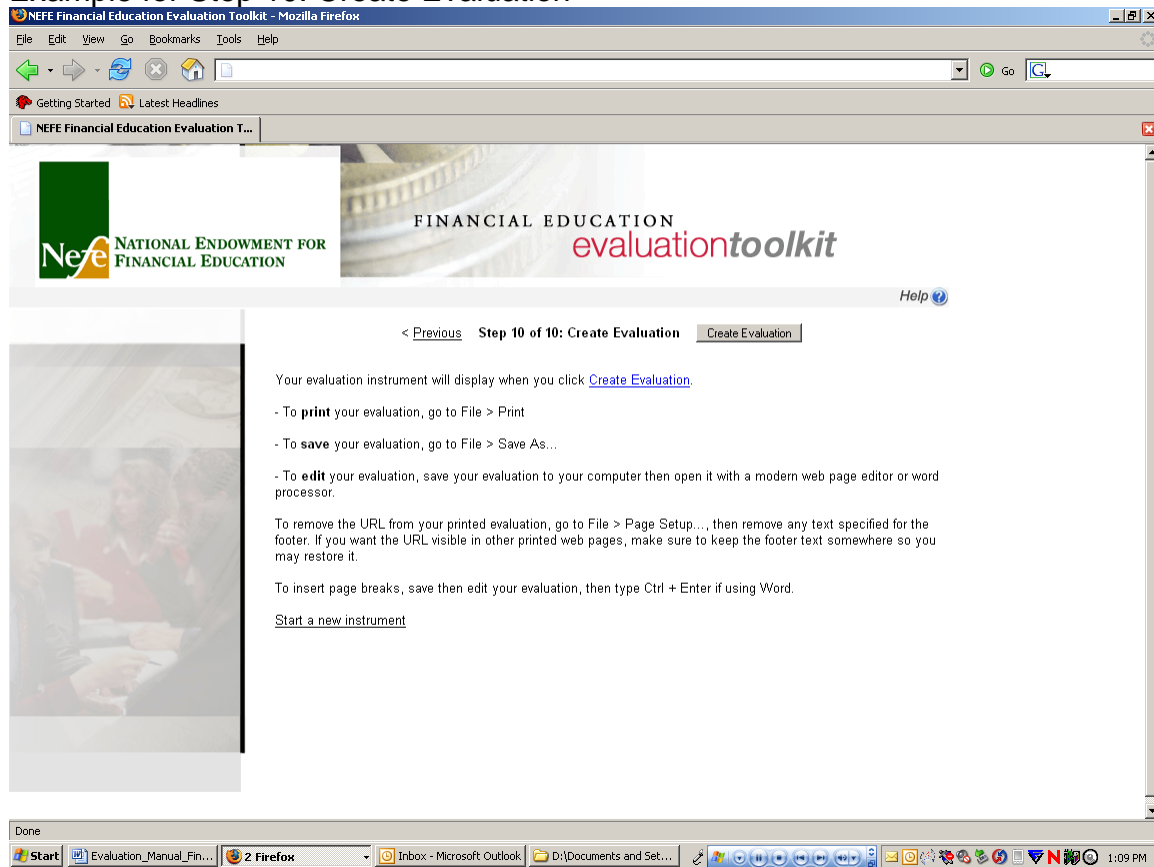 Example for Step 10: Create Evaluation
NEFE Financial Education Evaluation Toolkit - Mozilla Firefox
File Edit View Go Bookmarks Tools Help
Go G
Getting Started Latest Headlines
NEFE Financial Education Evaluation T...
Nefe NATIONAL ENDOWMENT FOR
FINANCIAL EDUCATION
FINANCIAL EDUCATION
evaluationtoolkit
Help ?
< Previous Step 10 of 10: Create Evaluation Create Evaluation
Your evaluation instrument will display when you click Create Evaluation.
- To print your evaluation, go to File > Print
- To save your evaluation, go to File > Save As...
- To edit your evaluation, save your evaluation to your computer then open it with a modern web page editor or word
processor.
To remove the URL from your printed evaluation, go to File > Page Setup..., then remove any text specified for the
footer. If you want the URL visible in other printed web pages, make sure to keep the footer text somewhere so you
may restore it.
To insert page breaks, save then edit your evaluation, then type Ctrl + Enter if using Word.
Start a new instrument
Done
Start Evaluation_Manual_Fin... 2 Firefox Inbox - Microsoft Outlook D:\Documents and Set... 1:09 PM